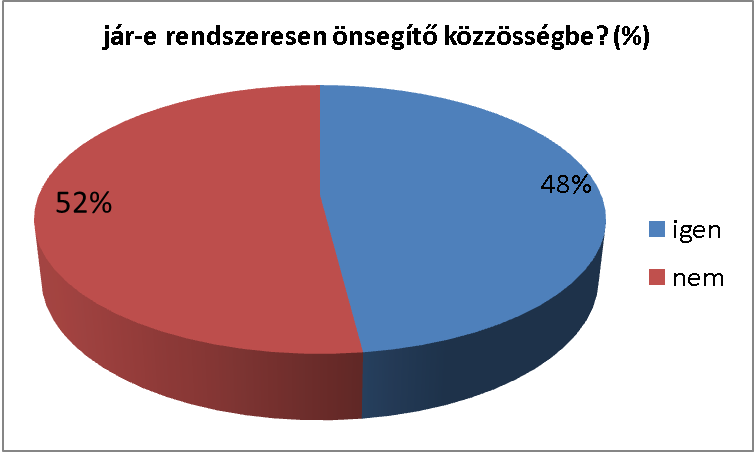 jár-e rendszeresen önsegítő közzösségbe? (%)
52%
48%
igen
nem